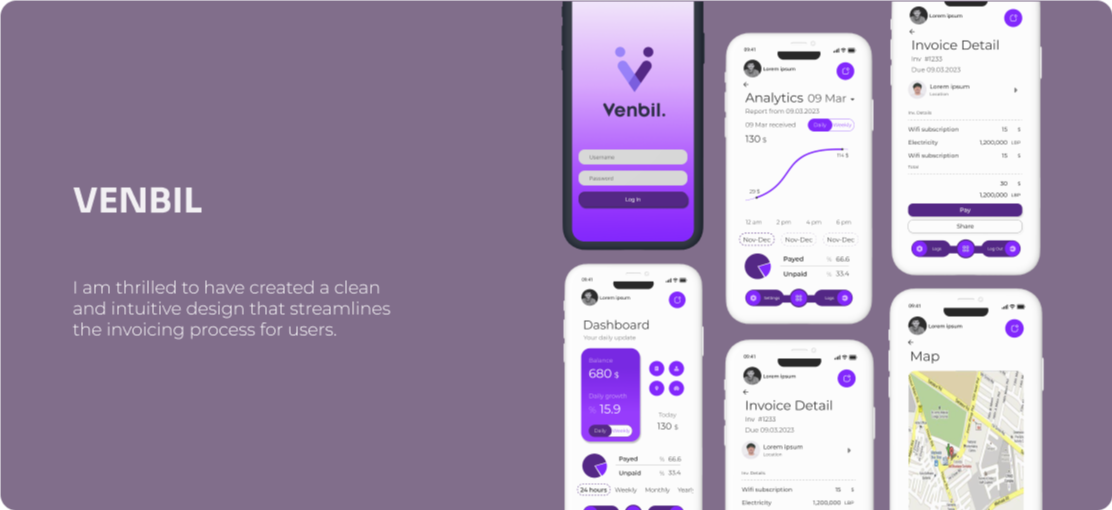 VENBIL
I am thrilled to have created a clean
and intuitive design that streamlines
the invoicing process for users.
Venbil.
Username
Password
Log in
09:41
Lorem Ipsum
Dashboard
Your daily update
Balance
680 $
Daily growth
% 15.9
Daily Weekly
Today
130 $
Payed % 66.6
Unpaid % 33.4
24 hours Weekly Monthly Yearly
09:41
Lorem Ipsum
Analytics 09 Mar
Report from 09.03.2023
09 Mar received
Daily Weekly
130 $
114 $
29 $
12 am 2 pm 4 pm 6 pm
Nov-Dec Nov-Dec Nov-Dec
Payed % 66.6
Unpaid % 33.4
Settings Logs
09:41
Lorem Ipsum
Invoice Detail
Inv #1233
Due 09.03.2023
Lorem Ipsum
Location
Inv. Details
Wifi subscription 15 $
Electricity 1,200,000 LBP
Lorem Ipsum
Invoice Detail
Inv #1233
Due 09.03.2023
Lorem Ipsum
Location
Inv. Details
Wifi subscription 15 $
Electricity 1,200,000 LBP
Wifi subscription 15 $
Total
30 $
1,200,000 LBP
Pay
Share
Logs Log Out
09:41
Lorem Ipsum
Map